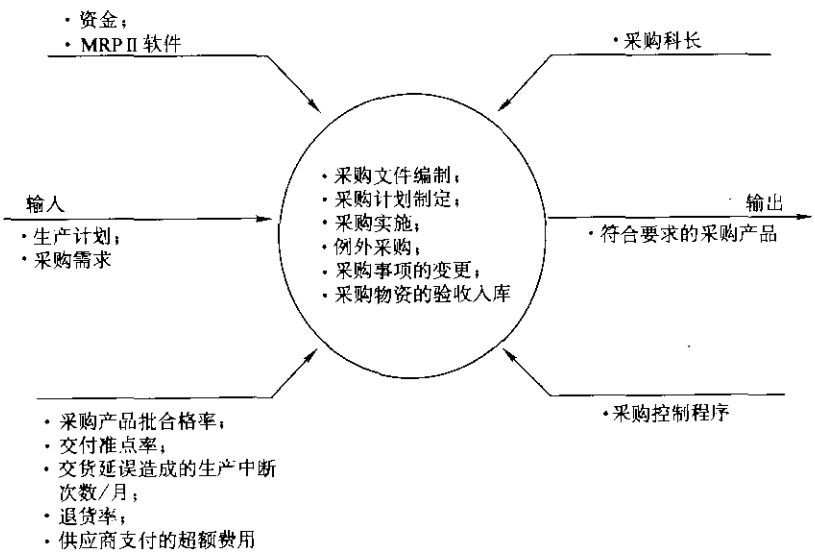 ·资金；
·MRPⅡ软件
·采购科长
·采购文件编制；
·采购计划制定；
·采购实施；
·例外采购；
·采购事项的变更；
·采购物资的验收入库
输入
·生产计划；
·采购需求
输出
·符合要求的采购产品
·采购产品批合格率；
·交付准点率；
·交货延误造成的生产中断
次数/月；
·退货率；
·供应商支付的超额费用
·采购控制程序